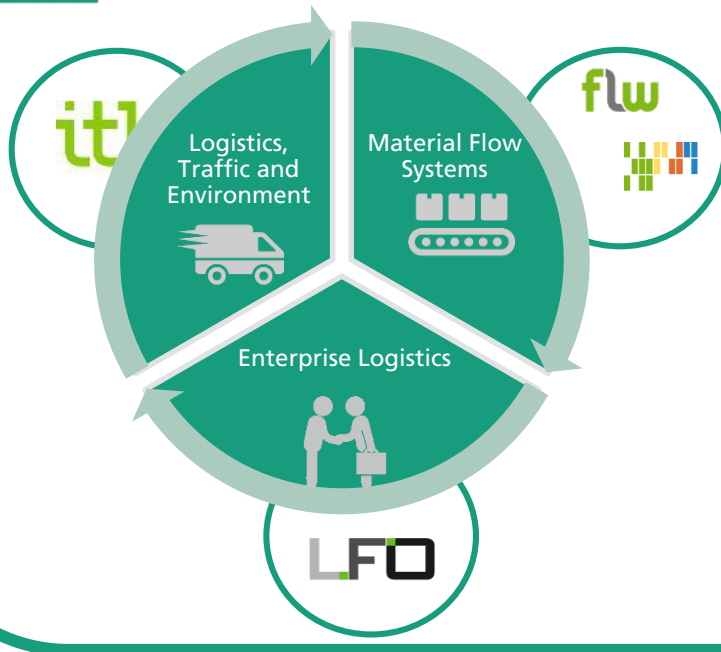 itl
Logistics,
Traffic and
Environment
Material Flow
Systems
flw
Enterprise Logistics
LFO